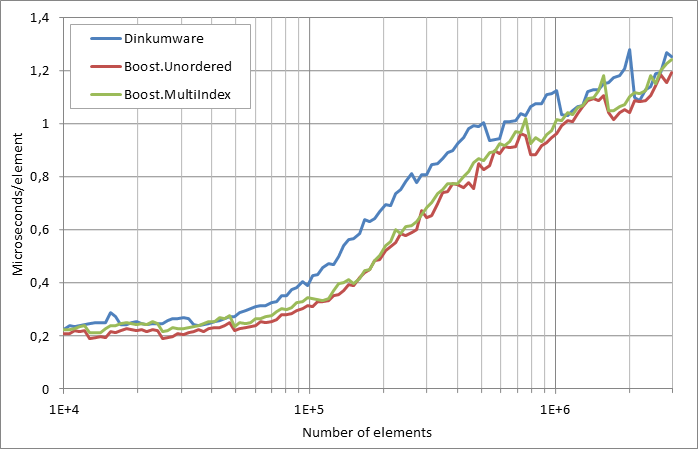 1,4
1,2
1
0,8
0,6
0,4
0,2
0
Microseconds/element
Dinkumware
Boost.Unordered
Boost.MultiIndex
1E+4
1E+5
1E+6
Number of elements